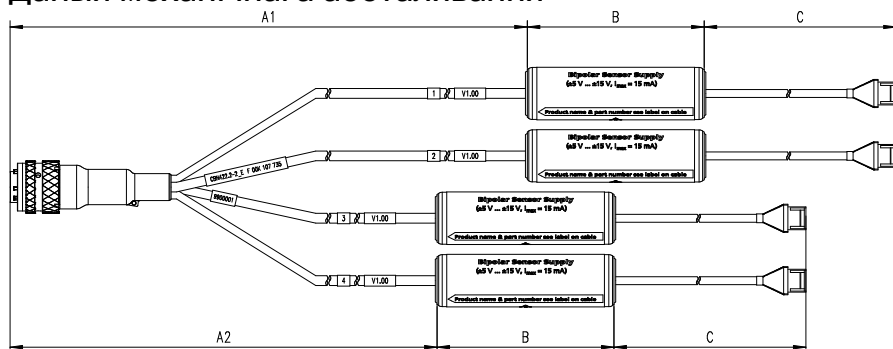 A1 B C
1 V1.00
Bipolar Sensor Supply
(±5 V ... ±15 V, Imax = 15 mA)
Product name & part number see label on cable
2 V1.00
Bipolar Sensor Supply
(±5 V ... ±15 V, Imax = 15 mA)
Product name & part number see label on cable
F 00K 107 735
9900001
3 V1.00
Bipolar Sensor Supply
(±5 V ... ±15 V, Imax = 15 mA)
Product name & part number see label on cable
4 V1.00
Bipolar Sensor Supply
(±5 V ... ±15 V, Imax = 15 mA)
Product name & part number see label on cable
A2 B C